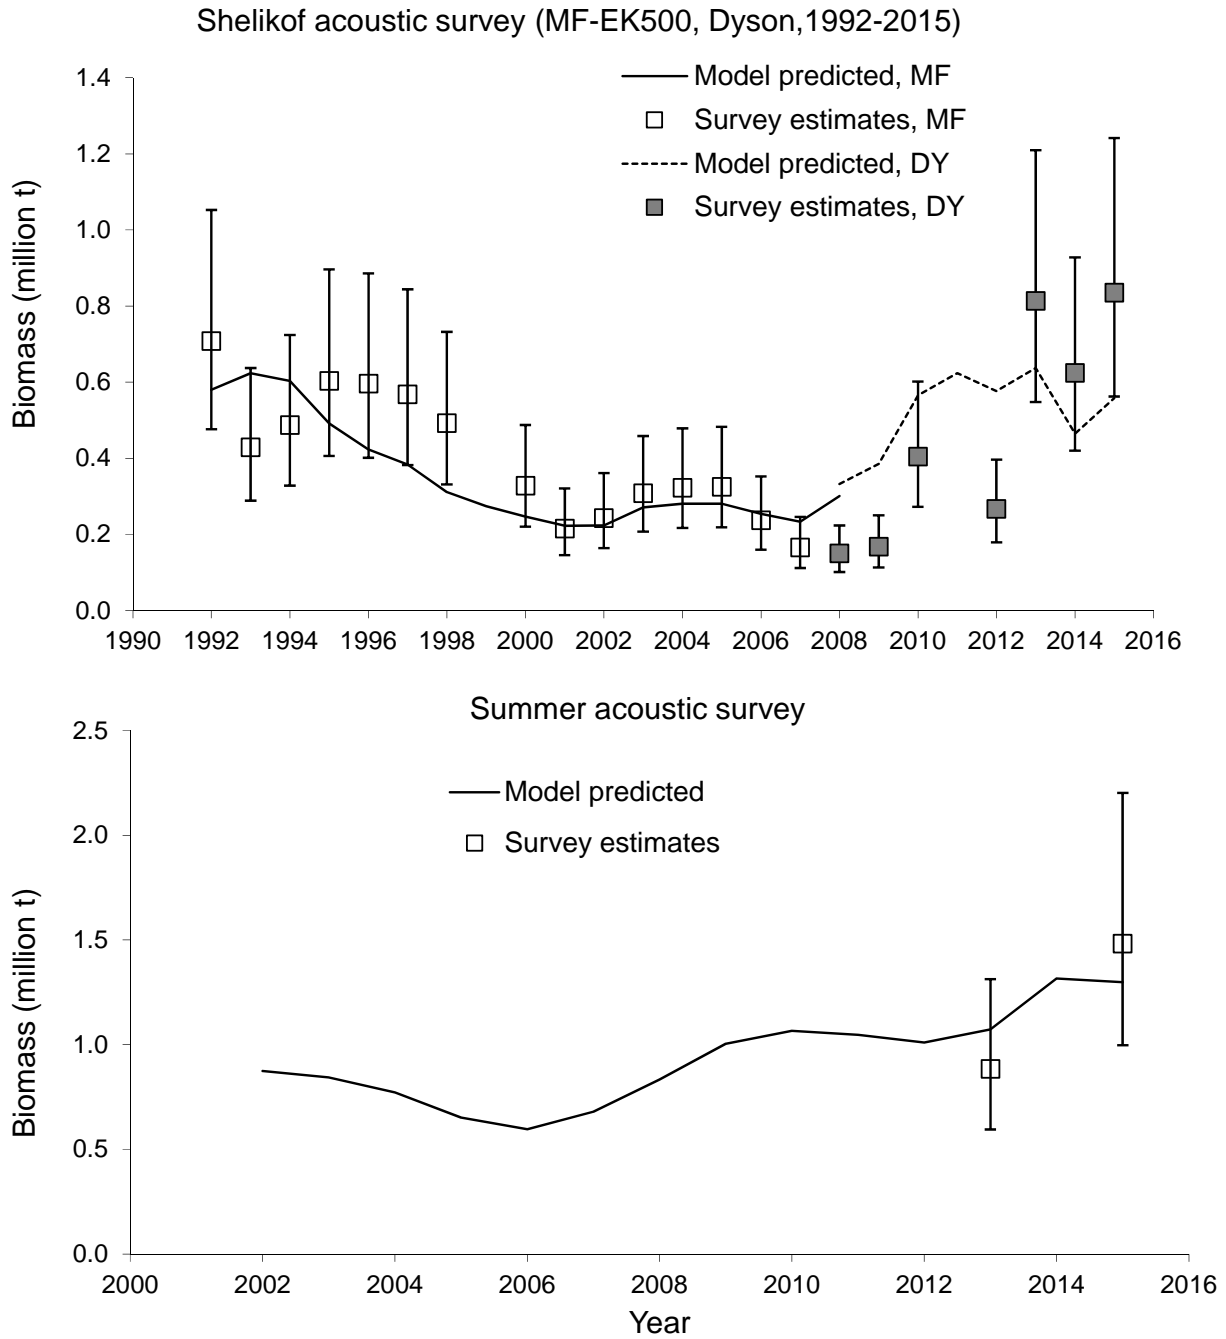 Shelikof acoustic survey (MF-EK500, Dyson,1992-2015)
Model predicted, MF
Survey estimates, MF
Model predicted, DY
Survey estimates, DY
Biomass (million t)
1.4
1.2
1.0
0.8
0.6
0.4
0.2
0.0
1990 1992 1994 1996 1998 2000 2002 2004 2006 2008 2010 2012 2014 2016
Summer acoustic survey
Model predicted
Survey estimates
Biomass (million t)
2.5
2.0
1.5
1.0
0.5
0.0
2000 2002 2004 2006 2008 2010 2012 2014 2016
Year